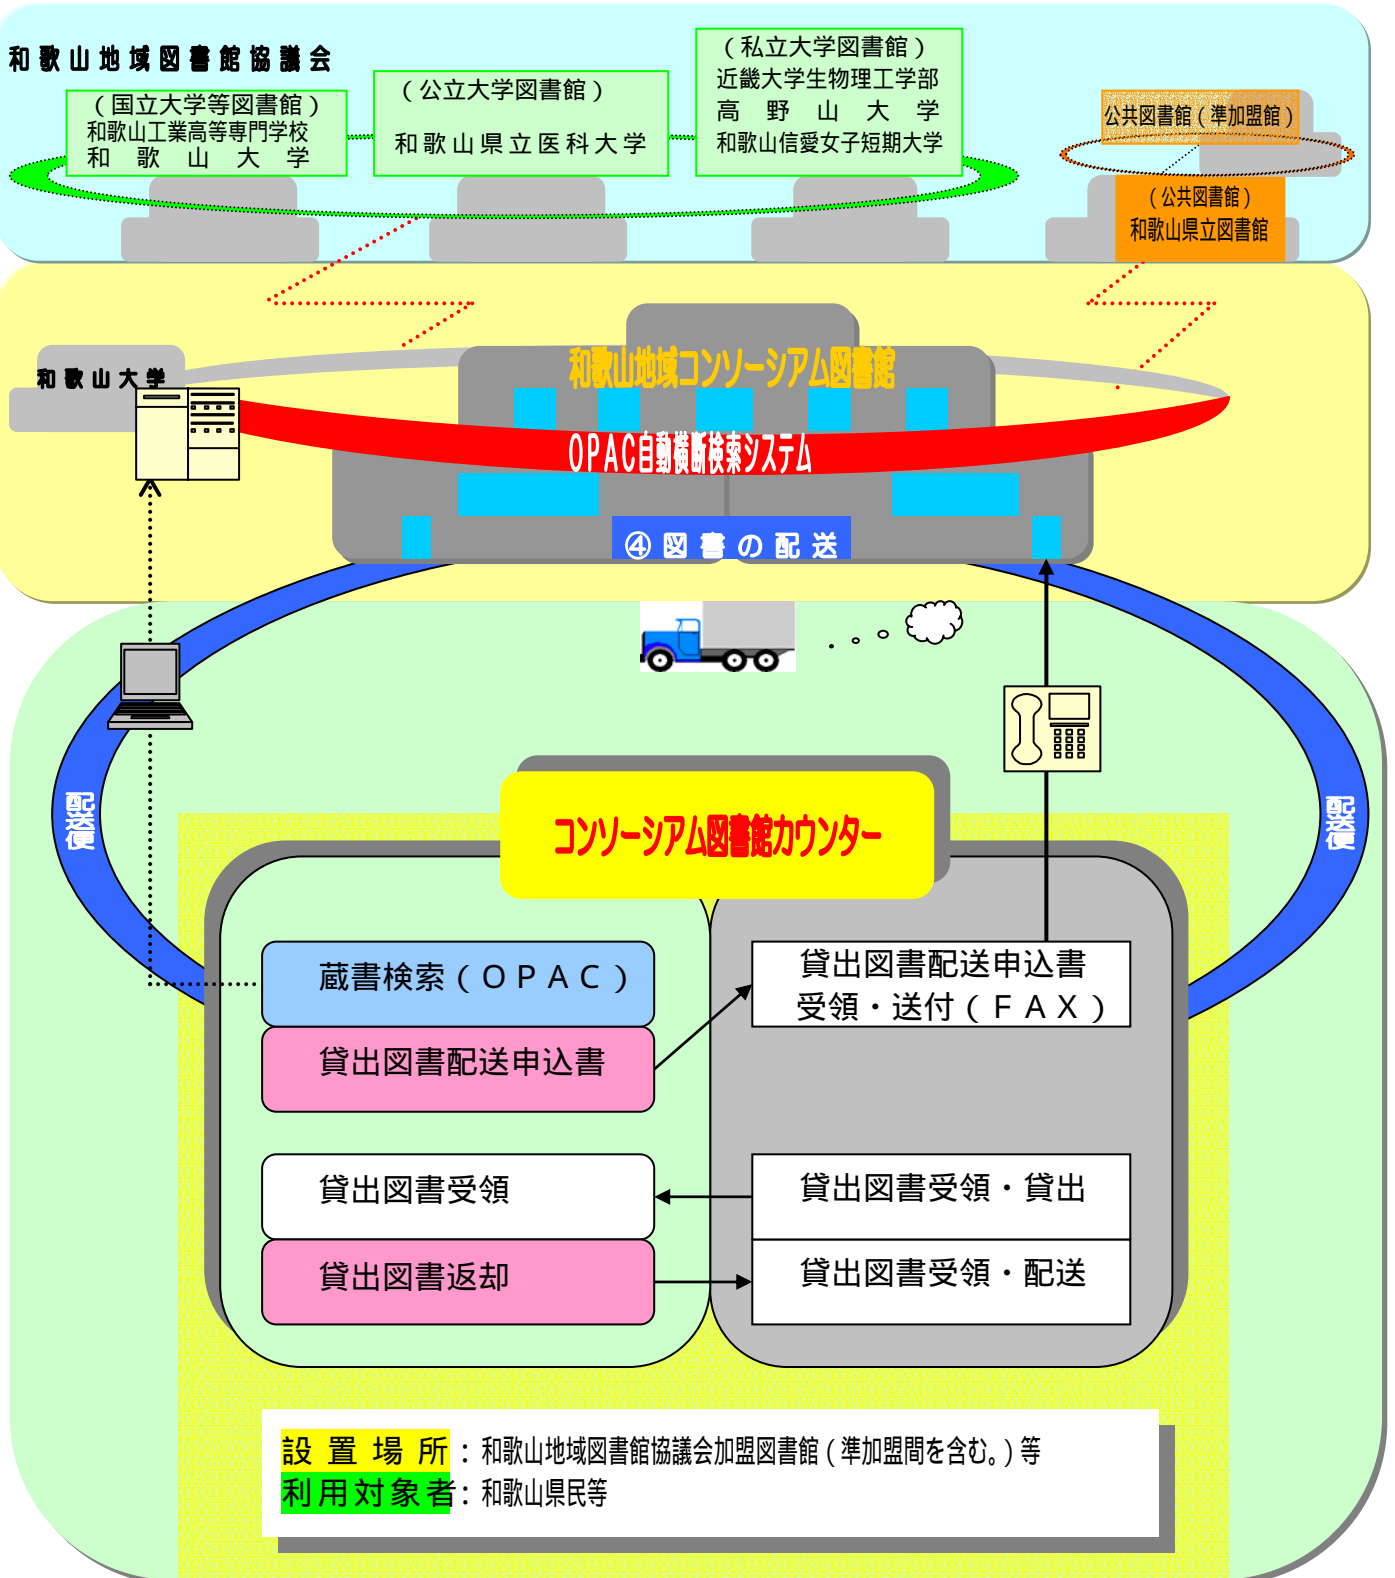 和歌山地域図書館協議会
（国立大学等図書館）
和歌山工業高等専門学校
和歌山大学
（公立大学図書館）
和歌山県立医科大学
（私立大学図書館）
近畿大学生物理工学部
高野山大学
和歌山信愛女子短期大学
公共図書館（準加盟館）
（公共図書館）
和歌山県立図書館
和歌山大学
和歌山地域コンソーシアム図書館
OPAC自動横断検索システム
④図書の配送
配送便
配送便
コンソーシアム図書館カウンター
蔵書検索（ＯＰＡＣ）
貸出図書配送申込書
貸出図書配送申込書
受領・送付（ＦＡＸ）
貸出図書受領
貸出図書返却
貸出図書受領・貸出
貸出図書受領・配送
設置場所：和歌山地域図書館協議会加盟図書館（準加盟間を含む。）等
利用対象者：和歌山県民等